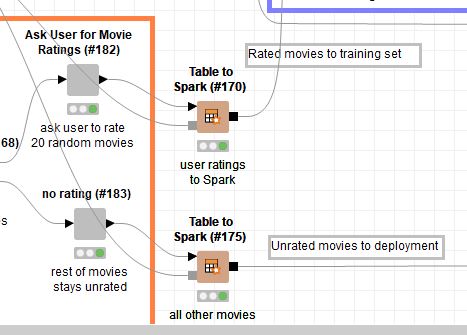 Ask User for Movie
Ratings (#182)
Rated movies to training set
Table to
Spark (#170)
68)
ask user to rate
20 random movies
user ratings
to Spark
no rating (#183)
Table to
Spark (#175)
Unrated movies to deployment
rest of movies
stays unrated
all other movies